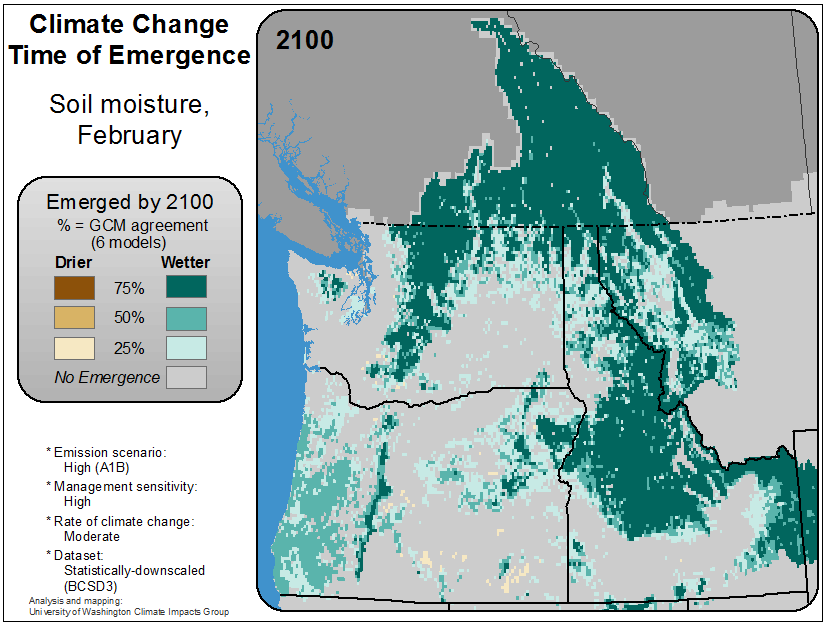 Climate Change
Time of Emergence
Soil moisture,
February
2100
Emerged by 2100
% = GCM agreement
(6 models)
Drier Wetter
75%
50%
25%
No Emergence
* Emission scenario:
High (A1B)
* Management sensitivity:
High
* Rate of climate change:
Moderate
* Dataset:
Statistically-downscaled
(BCSD3)
Analysis and mapping:
University of Washington Climate Impacts Group